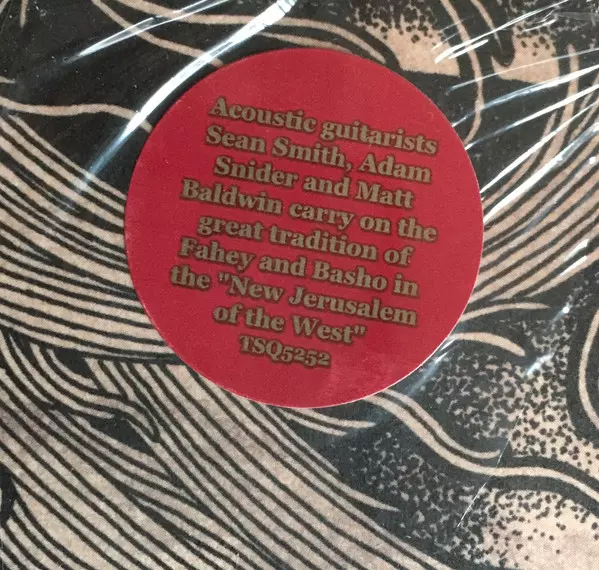 Acoustic guitarists
Sean Smith, Adam
Snider and Matt
Baldwin carry on the
great tradition of
Fahey and Basho in
the "New Jerusalem
of the West"
TSQ5252